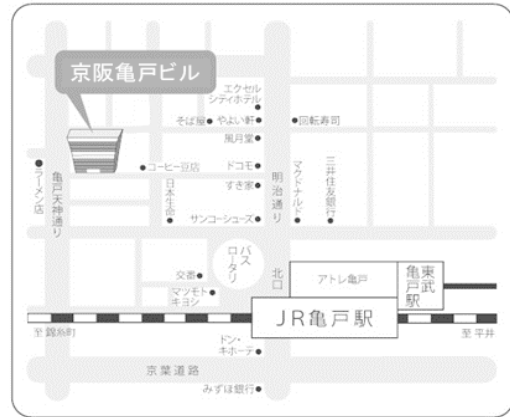 京阪亀戸ビル
エクセル
シティホテル
そば屋
やよい軒
回転寿司
風月堂
コーヒー豆店
ドコモ
ラーメン店
亀戸天神通り
日本生命
すき家
明治通り
マクドナルド
三井住友銀行
サンコーシューズ
バス
ロータリ
北口
交番
マツモト
キヨシ
アトレ亀戸
東武
亀戸駅
JR亀戸駅
至錦糸町
至平井
ドン・
キホーテ
京葉道路
みずほ銀行